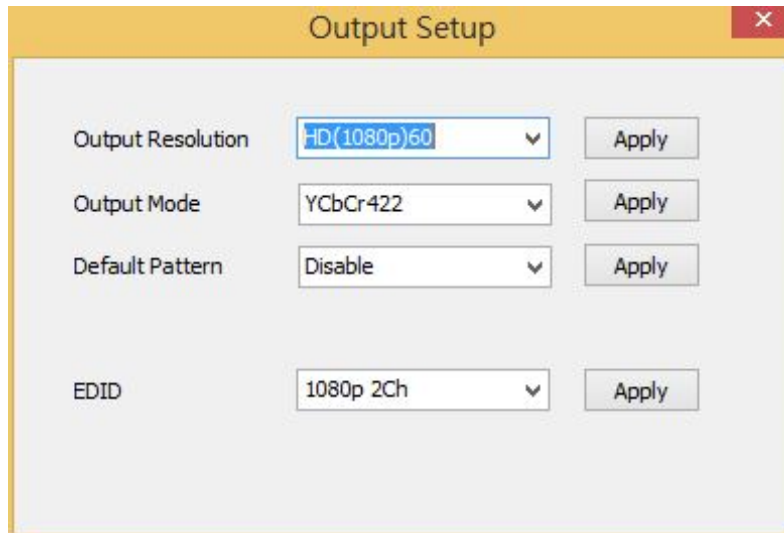 Output Setup
Output Resolution HD(1080p)60 Apply
Output Mode YCbCr422 Apply
Default Pattern Disable Apply
EDID 1080p 2Ch Apply